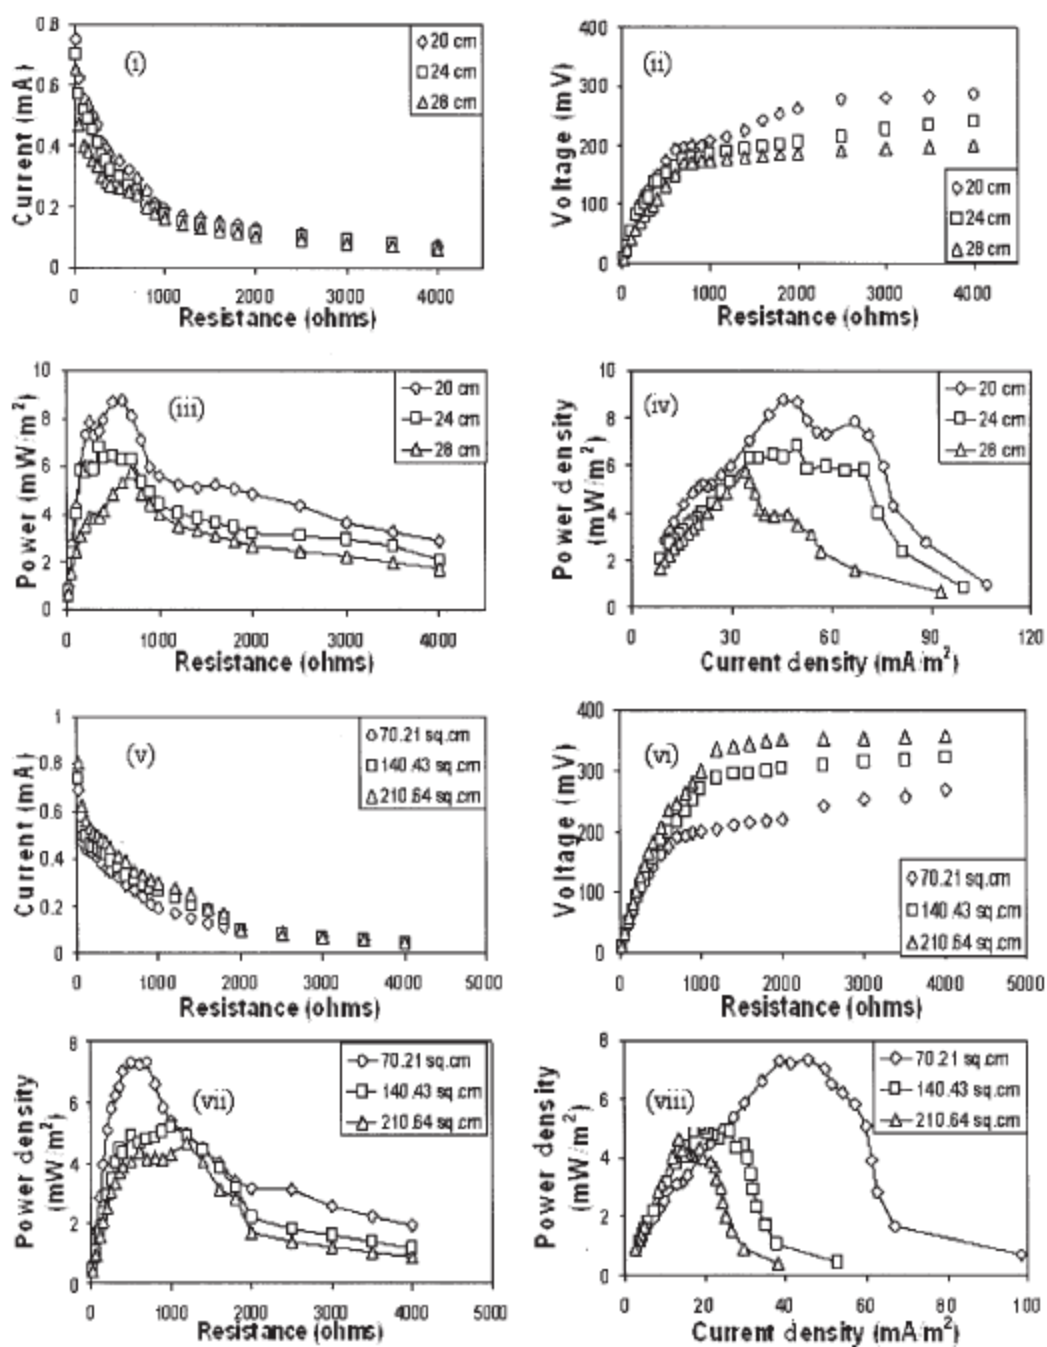 (i)
20 cm
24 cm
28 cm
Current (mA)
0.8
0.6
0.4
0.2
0
0 1000 2000 3000 4000
Resistance (ohms)
(ii)
Voltage (mV)
400
300
200
100
0
20 cm
24 cm
28 cm
0 1000 2000 3000 4000
Resistance (ohms)
(iii)
20 cm
24 cm
28 cm
Power (mW/m²)
10
8
6
4
2
0
0 1000 2000 3000 4000
Resistance (ohms)
(iv)
20 cm
24 cm
28 cm
Power density
(mW/m²)
10
8
6
4
2
0
0 30 60 90 120
Current density (mA/m²)
(v)
70.21 sq.cm
140.43 sq.cm
210.64 sq.cm
Current (mA)
1
0.8
0.6
0.4
0.2
0
0 1000 2000 3000 4000 5000
Resistance (ohms)
(vi)
Voltage (mV)
400
300
200
100
0
70.21 sq.cm
140.43 sq.cm
210.64 sq.cm
0 1000 2000 3000 4000 5000
Resistance (ohms)
(vii)
70.21 sq.cm
140.43 sq.cm
210.64 sq.cm
Power density
(mW/m²)
8
6
4
2
0
0 1000 2000 3000 4000 5000
Resistance (ohms)
(viii)
70.21 sq.cm
140.43 sq.cm
210.64 sq.cm
Power density
(mW/m²)
8
6
4
2
0
0 20 40 60 80 100
Current density (mA/m²)